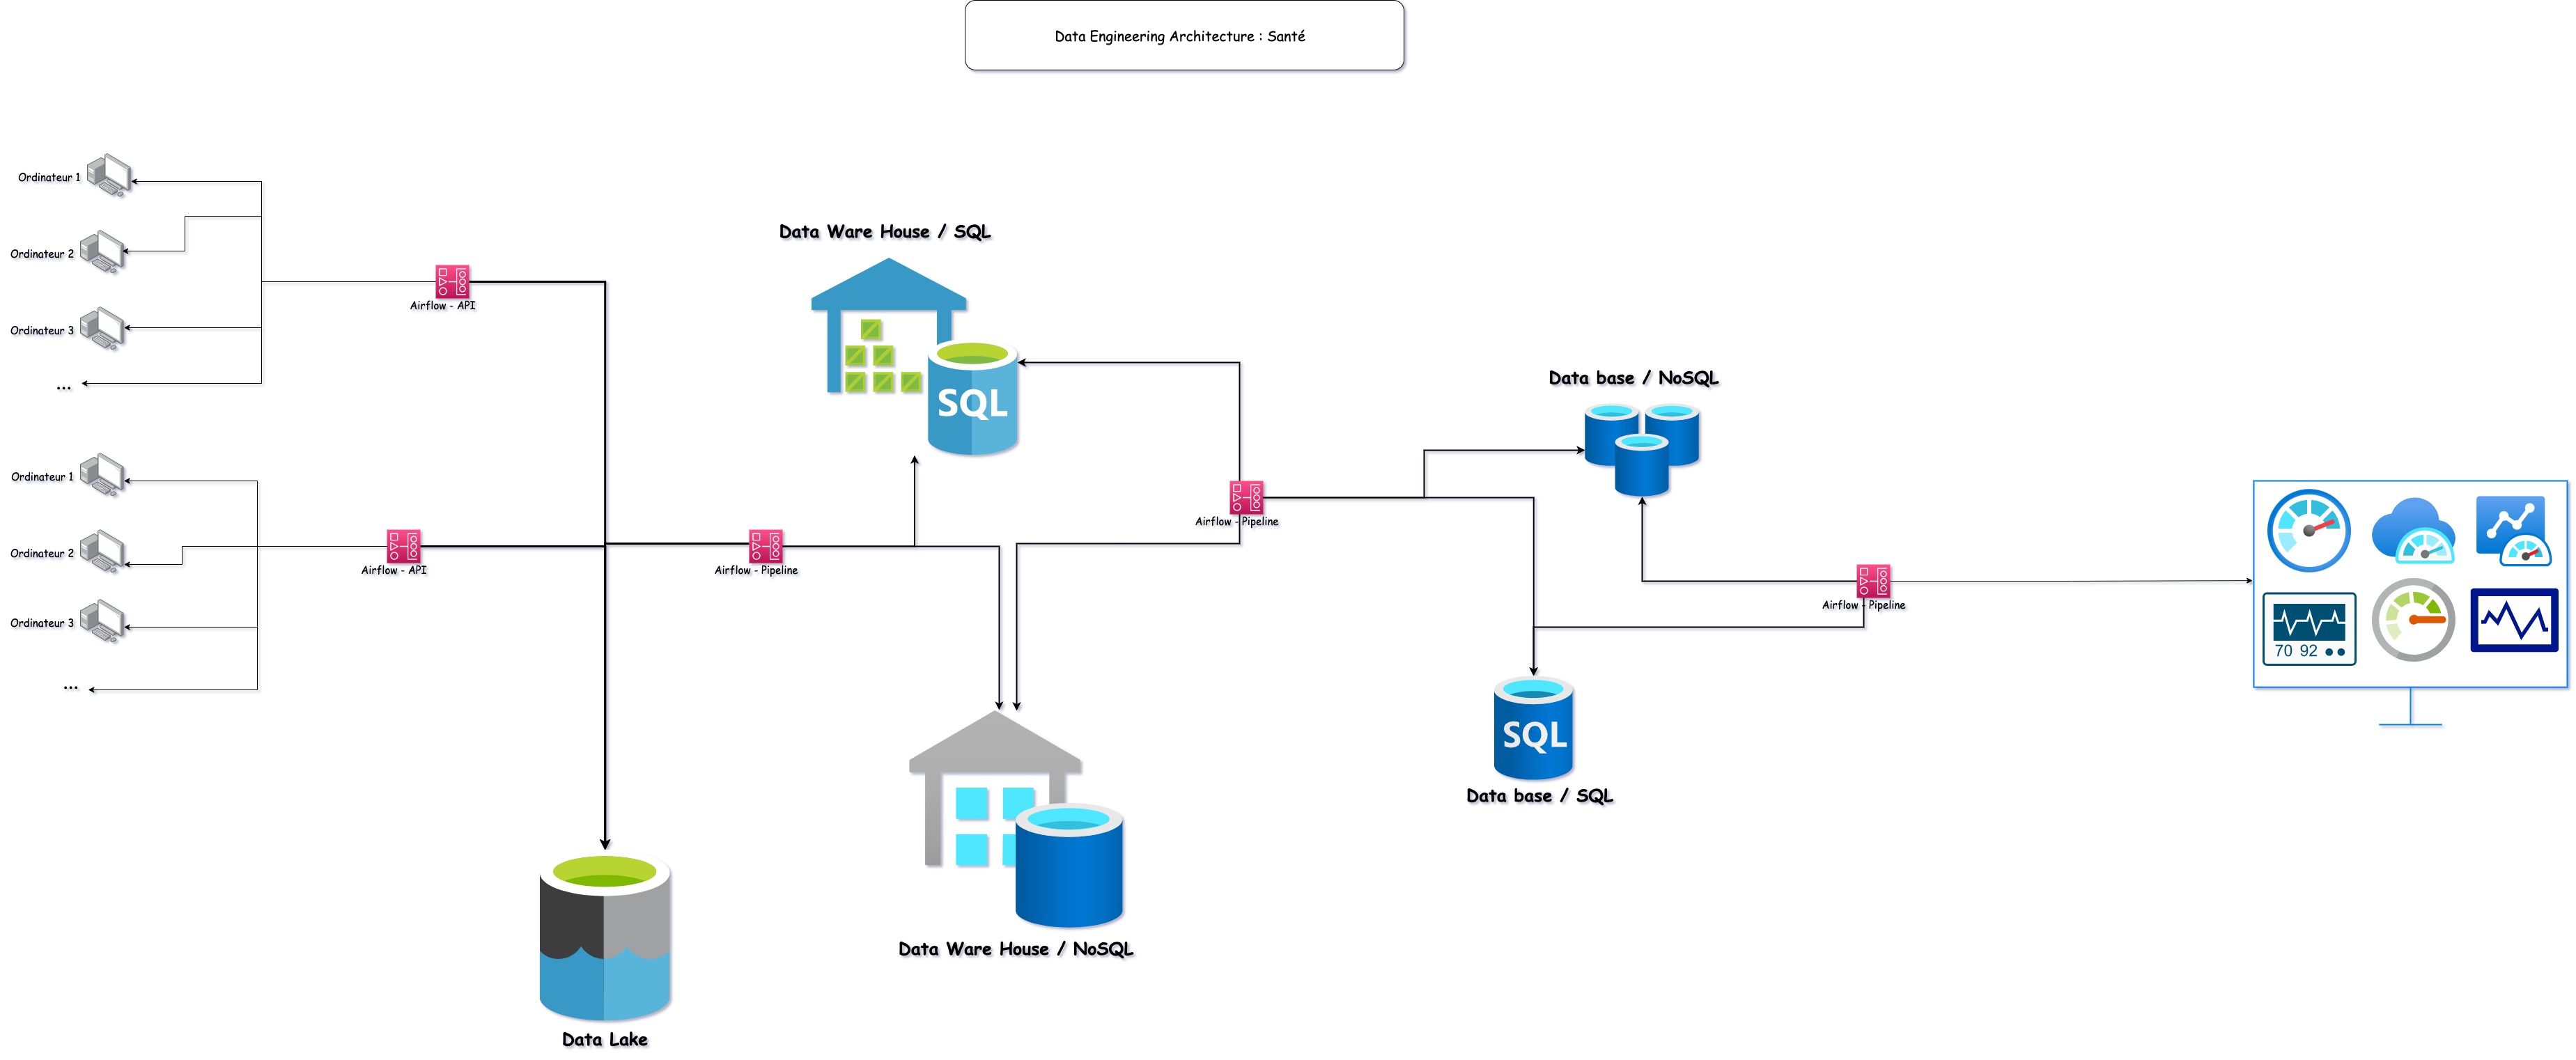 Data Engineering Architecture : Santé
Ordinateur 1
Ordinateur 2
Ordinateur 3
...
Airflow - API
Ordinateur 1
Ordinateur 2
Ordinateur 3
...
Airflow - API
Data Lake
Airflow - Pipeline
Data Ware House / SQL
SQL
Data Ware House / NoSQL
Airflow - Pipeline
Data base / NoSQL
SQL
Data base / SQL
Airflow - Pipeline
70 92